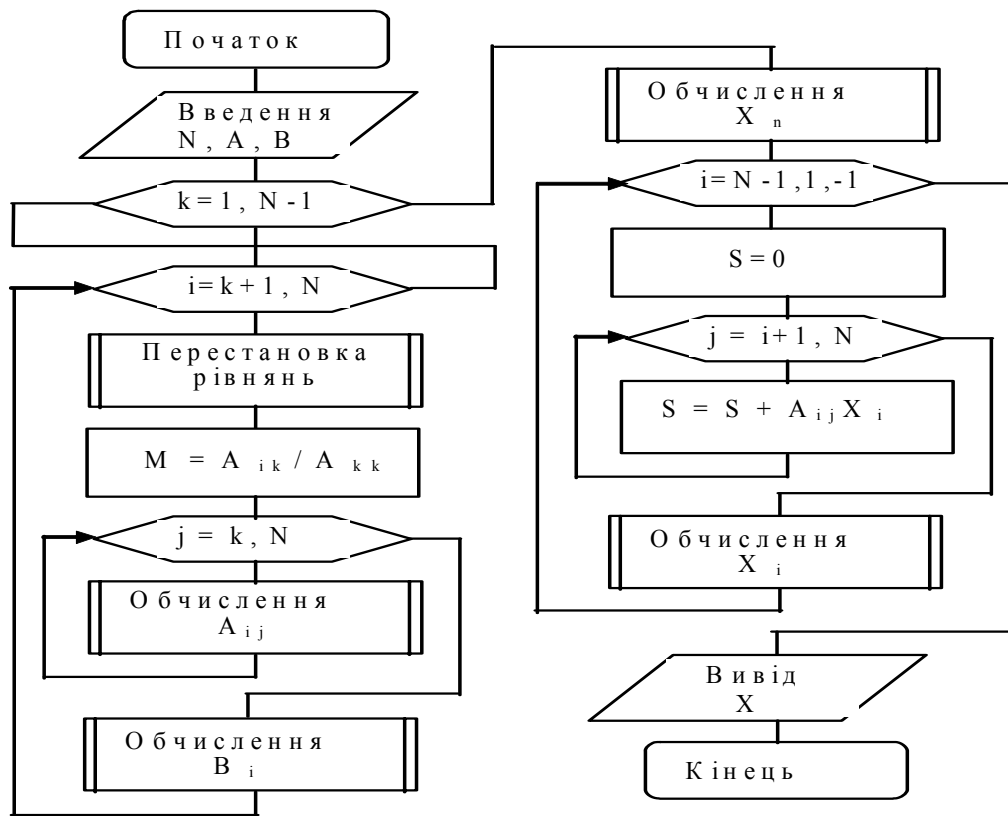 Початок
Введення
N, A, B
k=1, N-1
i=k+1, N
Перестановка
рівнянь
M = A ik / A kk
j = k, N
Обчислення
A ij
Обчислення
B i
Обчислення
X n
i=N-1,1,-1
S=0
j = i+1, N
S = S + A ij X i
Обчислення
X i
Вивід
X
Кінець